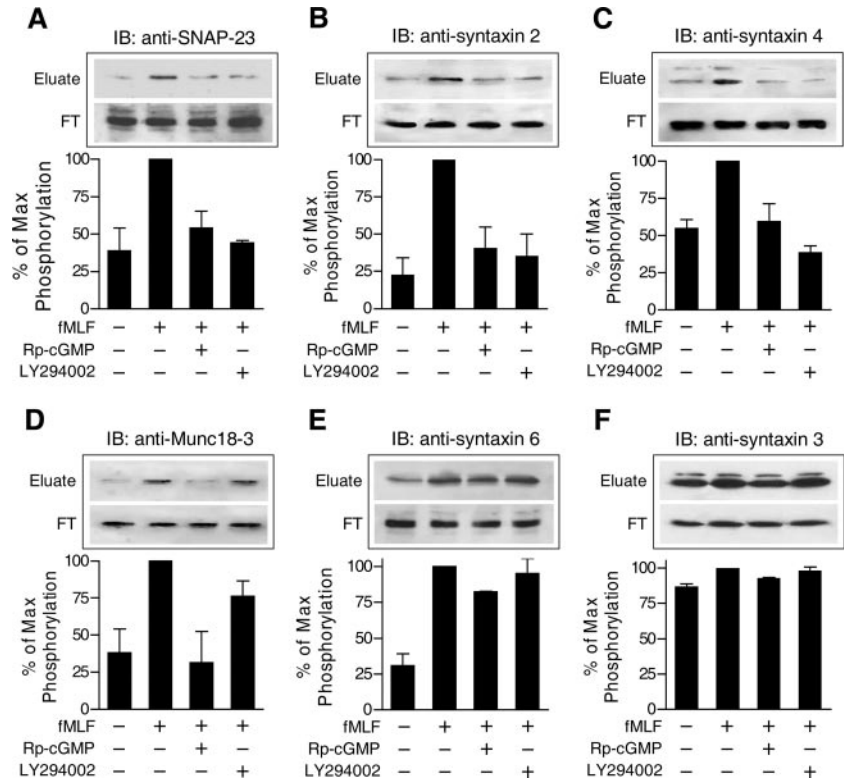 A
IB: anti-SNAP-23
Eluate
FT
% of Max
Phosphorylation
100
75
50
25
0
fMLF – + + +
Rp-cGMP – – + –
LY294002 – – – +
B
IB: anti-syntaxin 2
100
75
50
25
0
fMLF – + + +
Rp-cGMP – – + –
LY294002 – – – +
C
IB: anti-syntaxin 4
Eluate
FT
% of Max
Phosphorylation
100
75
50
25
0
fMLF – + + +
Rp-cGMP – – + –
LY294002 – – – +
D
IB: anti-Munc18-3
Eluate
FT
% of Max
Phosphorylation
100
75
50
25
0
fMLF – + + +
Rp-cGMP – – + –
LY294002 – – – +
E
IB: anti-syntaxin 6
Eluate
FT
% of Max
Phosphorylation
100
75
50
25
0
fMLF – + + +
Rp-cGMP – – + –
LY294002 – – – +
F
IB: anti-syntaxin 3
Eluate
FT
% of Max
Phosphorylation
100
75
50
25
0
fMLF – + + +
Rp-cGMP – – + –
LY294002 – – – +